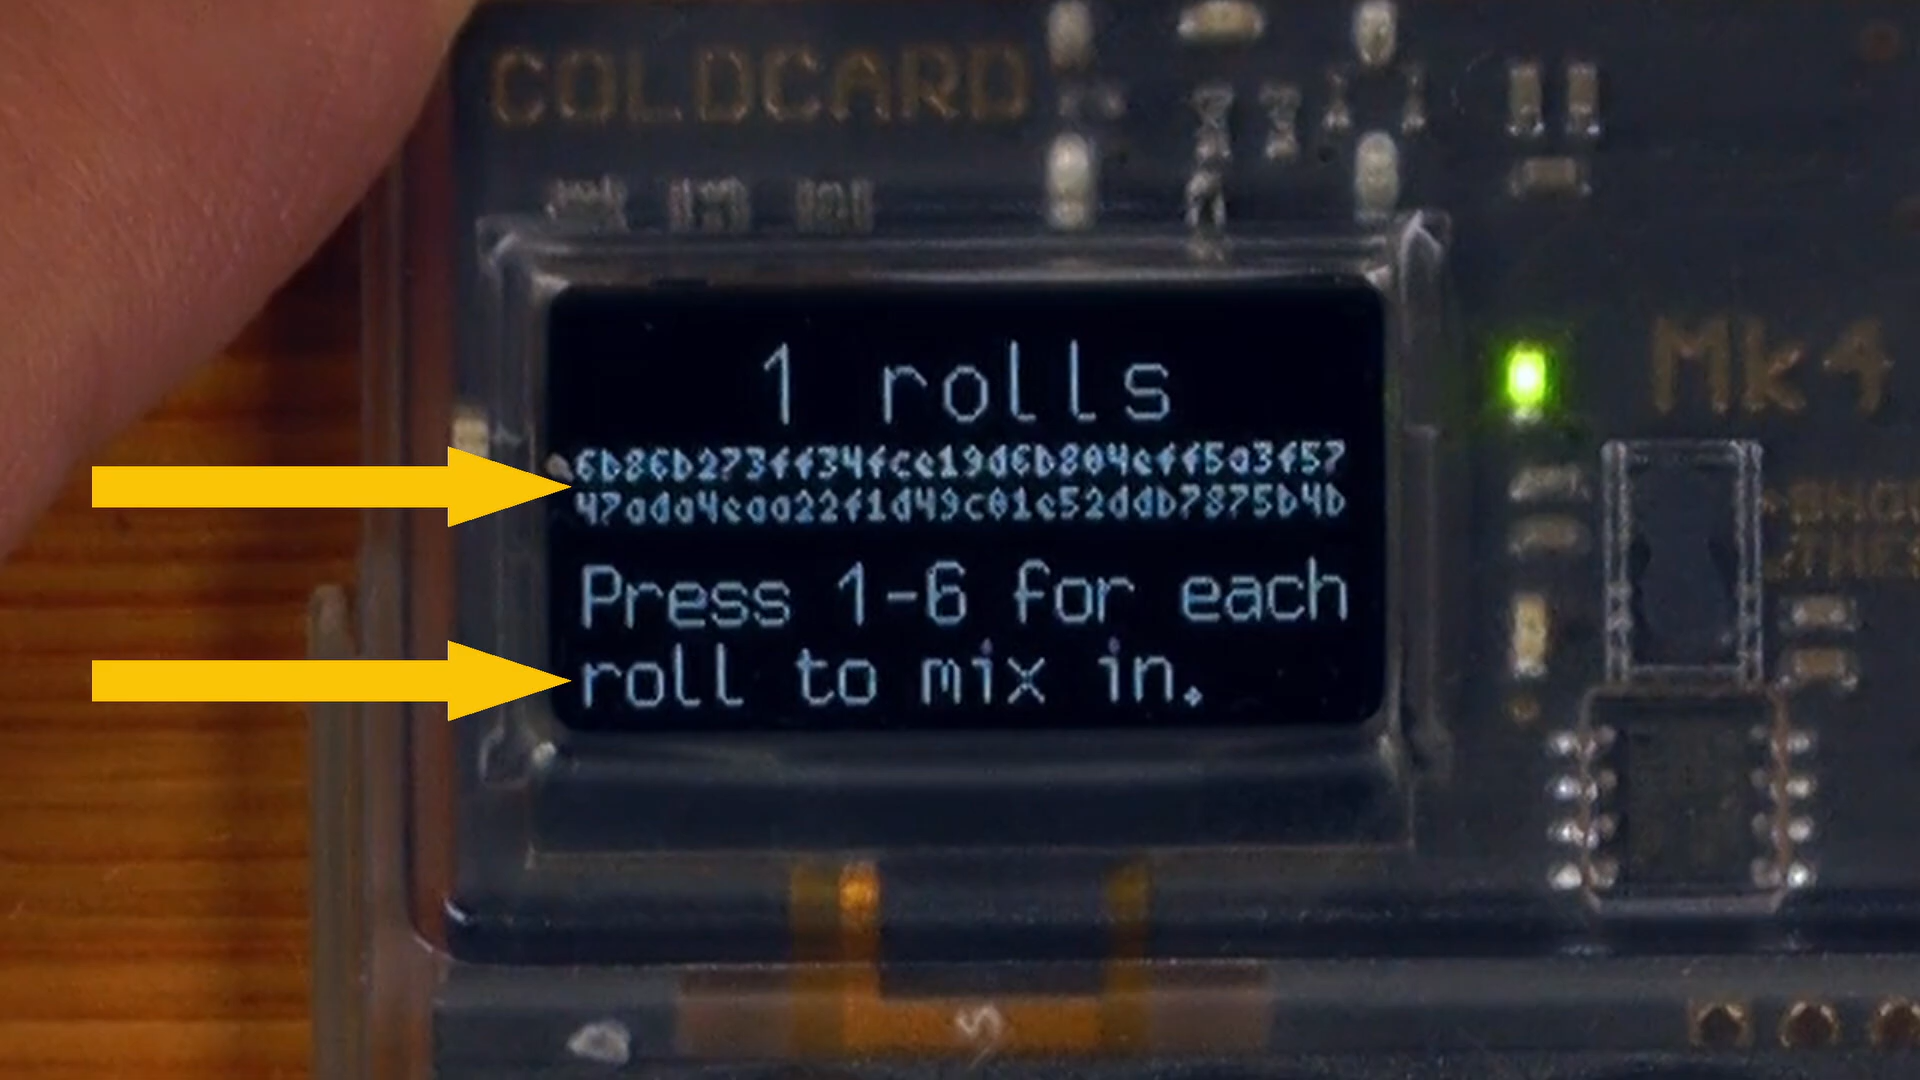 COLDCARD
1 rolls
6b86b273ff34fce19d6b804eff5a3f57
47ada4eaa22f1d49c01e52ddb7875b4b
Press 1-6 for each
roll to mix in.
Mk4